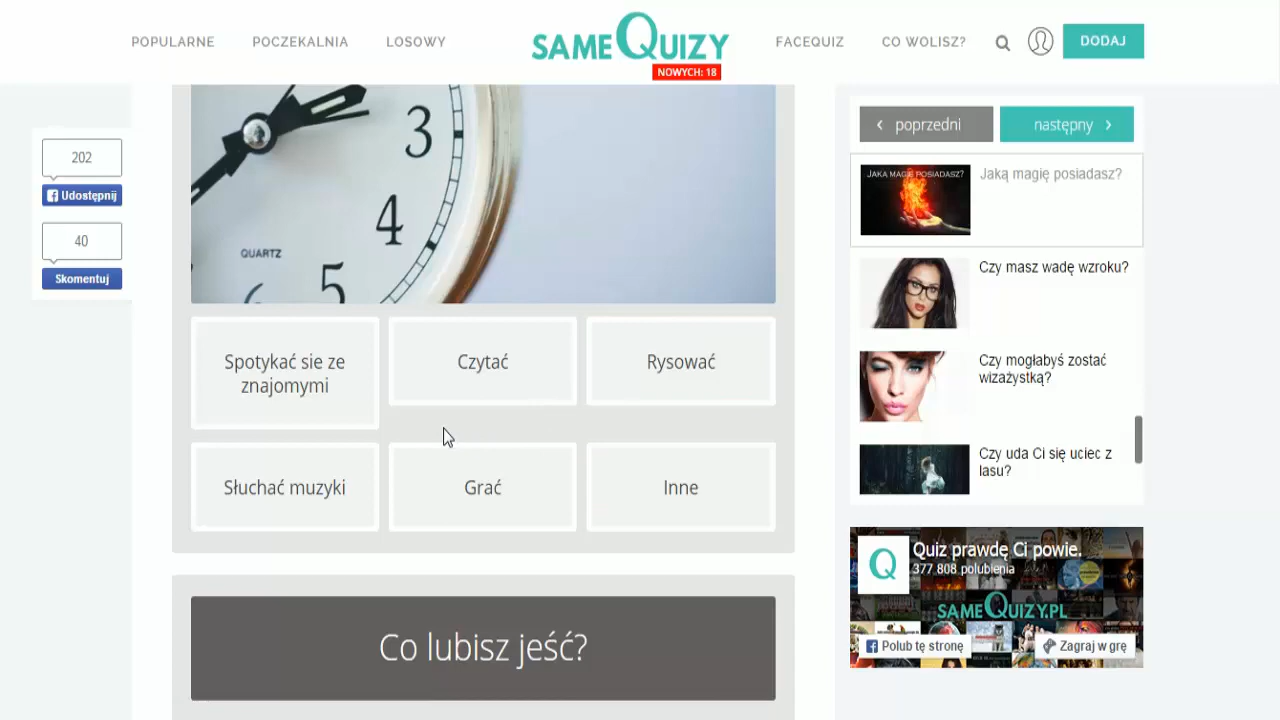 POPULARNE
POCZEKALNIA
LOSOWY
SAMEQUIZY
NOWYCH: 18
FACEQUIZ
CO WOLISZ?
DODAJ
202
Udostępnij
40
Skomentuj
3
4
QUARTZ
5
6
Spotykać sie ze
znajomymi
Czytać
Rysować
Słuchać muzyki
Grać
Inne
Co lubisz jeść?
poprzedni
następny
JAKA MAGIĘ POSIADASZ?
Jaką magię posiadasz?
Czy masz wadę wzroku?
Czy mogłabyś zostać
wizażystką?
Czy uda Ci się uciec z
lasu?
Q
Quiz prawdę Ci powie.
377 808 polubienia
SAMEQUIZY.PL
Polub tę stronę
Zagraj w grę